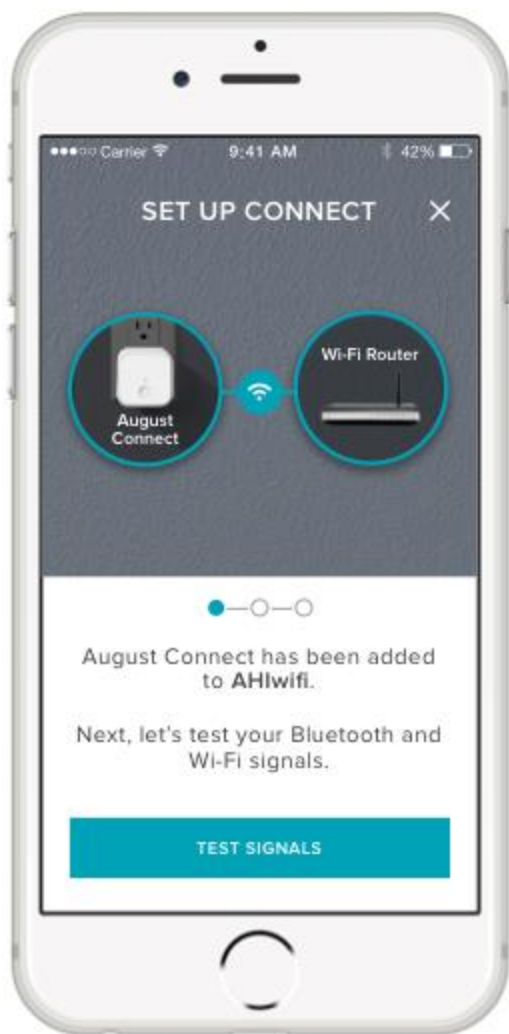 Carrier 9:41 AM 42%
SET UP CONNECT
Wi-Fi Router
August
Connect
August Connect has been added
to AHIwifi.
Next, let's test your Bluetooth and
Wi-Fi signals.
TEST SIGNALS